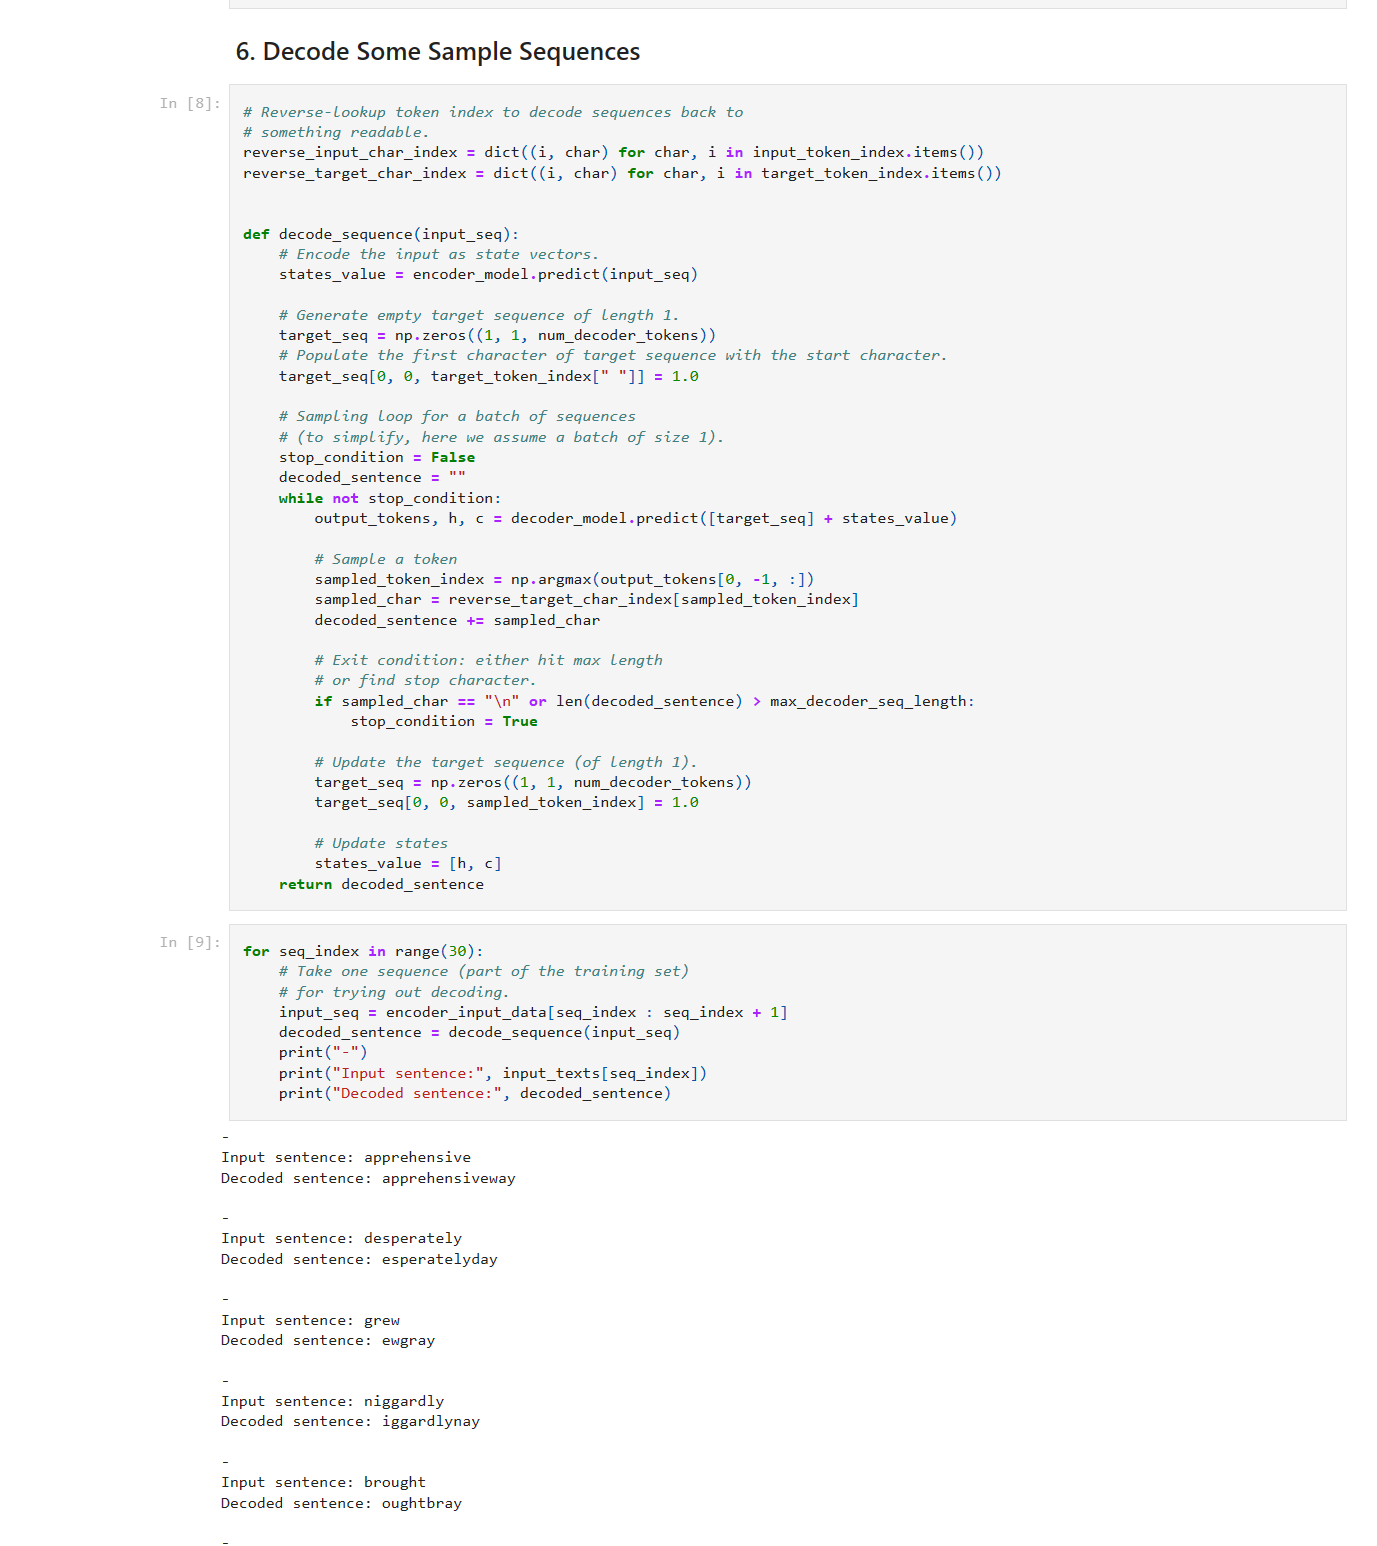 6. Decode Some Sample Sequences
In [8]:
# Reverse-lookup token index to decode sequences back to
# something readable.
reverse_input_char_index = dict((i, char) for char, i in input_token_index.items())
reverse_target_char_index = dict((i, char) for char, i in target_token_index.items())
def decode_sequence(input_seq):
    # Encode the input as state vectors.
    states_value = encoder_model.predict(input_seq)
    # Generate empty target sequence of length 1.
    target_seq = np.zeros((1, 1, num_decoder_tokens))
    # Populate the first character of target sequence with the start character.
    target_seq[0, 0, target_token_index[" "]] = 1.0
    # Sampling loop for a batch of sequences
    # (to simplify, here we assume a batch of size 1).
    stop_condition = False
    decoded_sentence = ""
    while not stop_condition:
        output_tokens, h, c = decoder_model.predict([target_seq] + states_value)
        # Sample a token
        sampled_token_index = np.argmax(output_tokens[0, -1, :])
        sampled_char = reverse_target_char_index[sampled_token_index]
        decoded_sentence += sampled_char
        # Exit condition: either hit max length
        # or find stop character.
        if sampled_char == "\n" or len(decoded_sentence) > max_decoder_seq_length:
            stop_condition = True
        # Update the target sequence (of length 1).
        target_seq = np.zeros((1, 1, num_decoder_tokens))
        target_seq[0, 0, sampled_token_index] = 1.0
        # Update states
        states_value = [h, c]
    return decoded_sentence
In [9]:
for seq_index in range(30):
    # Take one sequence (part of the training set)
    # for trying out decoding.
    input_seq = encoder_input_data[seq_index : seq_index + 1]
    decoded_sentence = decode_sequence(input_seq)
    print("-")
    print("Input sentence:", input_texts[seq_index])
    print("Decoded sentence:", decoded_sentence)
-
Input sentence: apprehensive
Decoded sentence: apprehensiveway
-
Input sentence: desperately
Decoded sentence: esperatelyday
-
Input sentence: grew
Decoded sentence: ewgray
-
Input sentence: niggardly
Decoded sentence: iggardlynay
-
Input sentence: brought
Decoded sentence: oughtbray
-